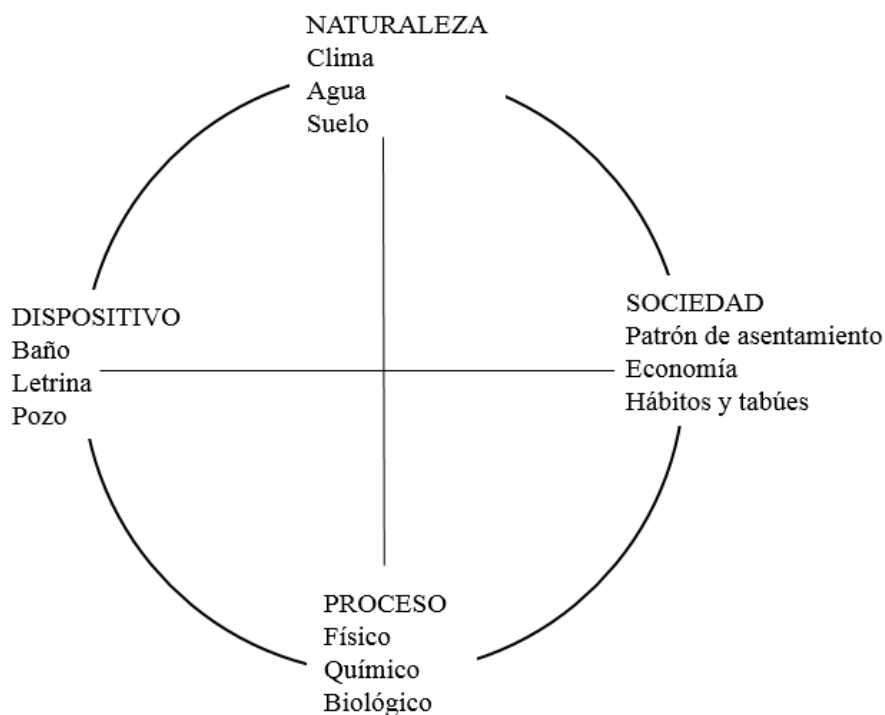 NATURALEZA
Clima
Agua
Suelo
DISPOSITIVO
Baño
Letrina
Pozo
SOCIEDAD
Patrón de asentamiento
Economía
Hábitos y tabúes
PROCESO
Físico
Químico
Biológico